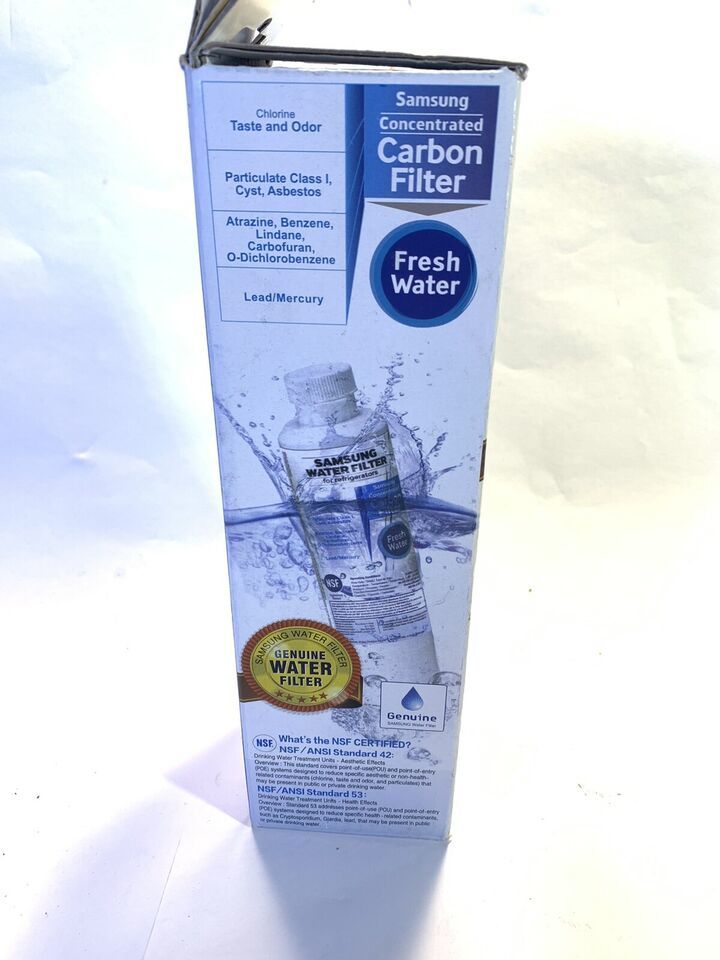 Chlorine
Taste and Odor
Particulate Class I,
Cyst, Asbestos
Atrazine, Benzene,
Lindane,
Carbofuran,
O-Dichlorobenzene
Lead/Mercury
Samsung
Concentrated
Carbon
Filter
Fresh
Water
SAMSUNG
WATER FILTER
for refrigerators
Samsung
Fresh
Water
Lead/Mercury
NSF
SAMSUNG WATER FILTER
GENUINE
WATER
FILTER
Genuine
SAMSUNG Water Filter
NSF
What's the NSF CERTIFIED?
NSF/ANSI Standard 42:
Drinking Water Treatment Units - Aesthetic Effects
Overview : This standard covers point-of-use(POU) and point-of-entry
(POE) systems designed to reduce specific aesthetic or non-health-
related contaminants (chlorine, taste and odor, and particulates) that
may be present in public or private drinking water.
NSF/ANSI Standard 53 :
Drinking Water Treatment Units - Health Effects
Overview : Standard 53 addresses point-of-use (POU) and point-of-entry
(POE) systems designed to reduce specific health - related contaminants,
such as Cryptosporidium, Giardia, lead, that may be present in public
or private drinking water.